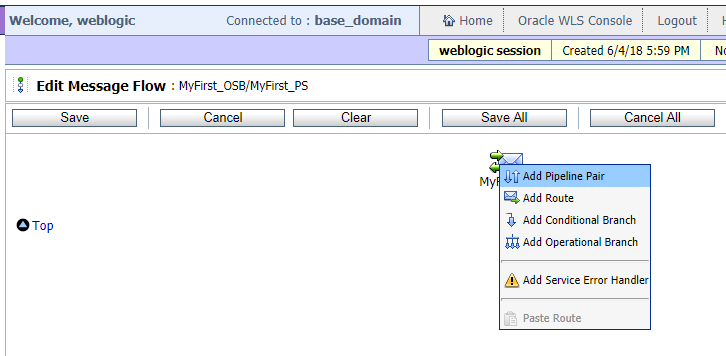 Welcome, weblogic Connected to : base_domain Home Oracle WLS Console Logout
weblogic session Created 6/4/18 5:59 PM
Edit Message Flow : MyFirst_OSB/MyFirst_PS
Save Cancel Clear Save All Cancel All
Add Pipeline Pair
Add Route
Top
Add Conditional Branch
Add Operational Branch
Add Service Error Handler
Paste Route